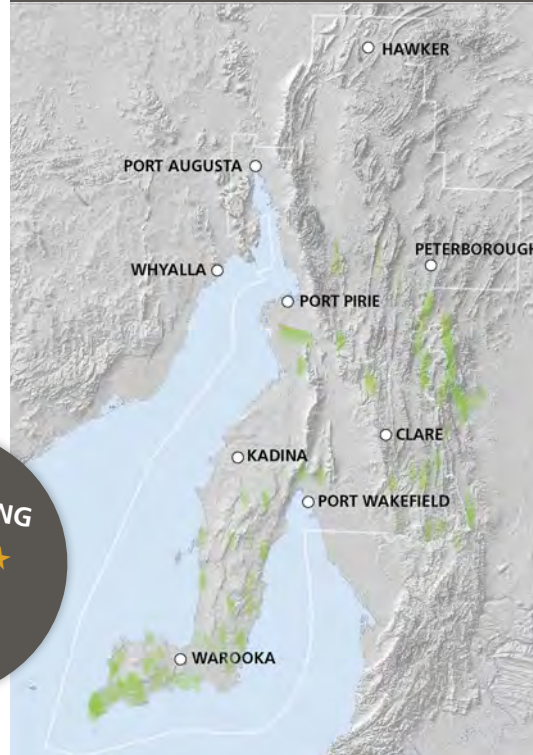 HAWKER
PORT AUGUSTA
PETERBOROUGH
WHYALLA
PORT PIRIE
CLARE
KADINA
NG
PORT WAKEFIELD
WAROOKA